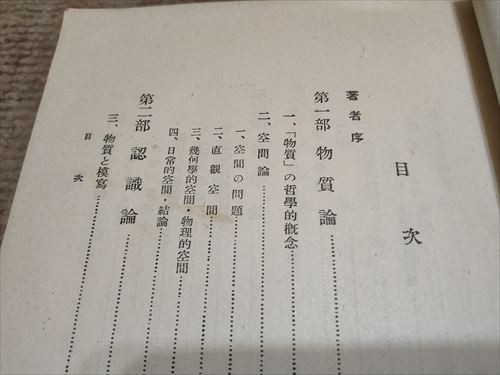 目次
著者序
第一部 物質論
一、「物質」の哲學的概念
二、空間論
一、空間の問題
二、直觀空間
三、幾何學的空間・物理的空間
四、日常的空間・結論
第二部 認識論
三、物質と模寫
目次